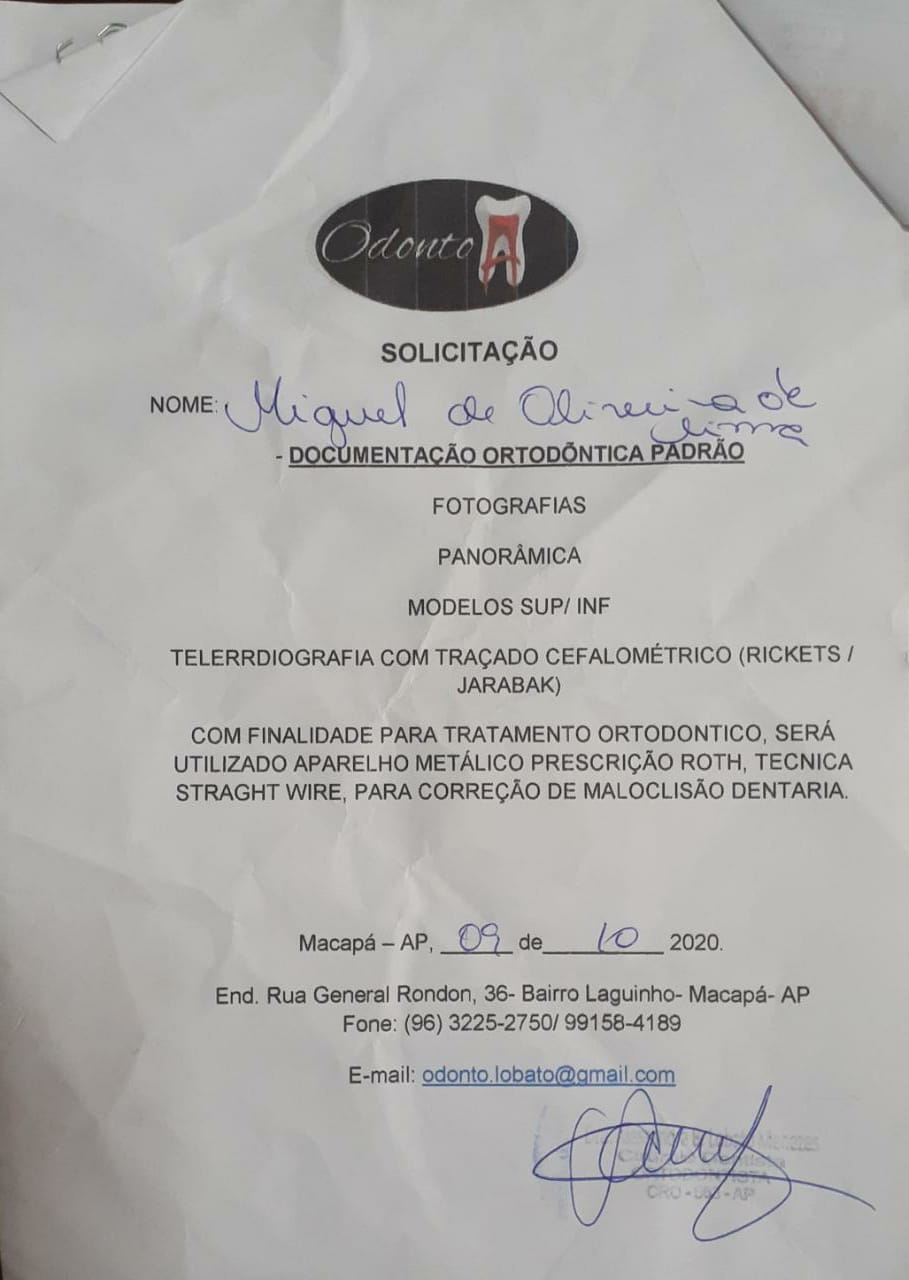 Odonto A
SOLICITAÇÃO
NOME: Miguel de Oliveira de
Lima
- DOCUMENTAÇÃO ORTODÕNTICA PADRÃO
FOTOGRAFIAS
PANORÂMICA
MODELOS SUP/ INF
TELERRDIOGRAFIA COM TRAÇADO CEFALOMÉTRICO (RICKETS /
JARABAK)
COM FINALIDADE PARA TRATAMENTO ORTODONTICO, SERÁ
UTILIZADO APARELHO METÁLICO PRESCRIÇÃO ROTH, TECNICA
STRAGHT WIRE, PARA CORREÇÃO DE MALOCLISÃO DENTARIA.
Macapá – AP, 09 de 10 2020.
End. Rua General Rondon, 36- Bairro Laguinho- Macapá- AP
Fone: (96) 3225-2750/ 99158-4189
E-mail: odonto.lobato@gmail.com
ORTODONTISTA